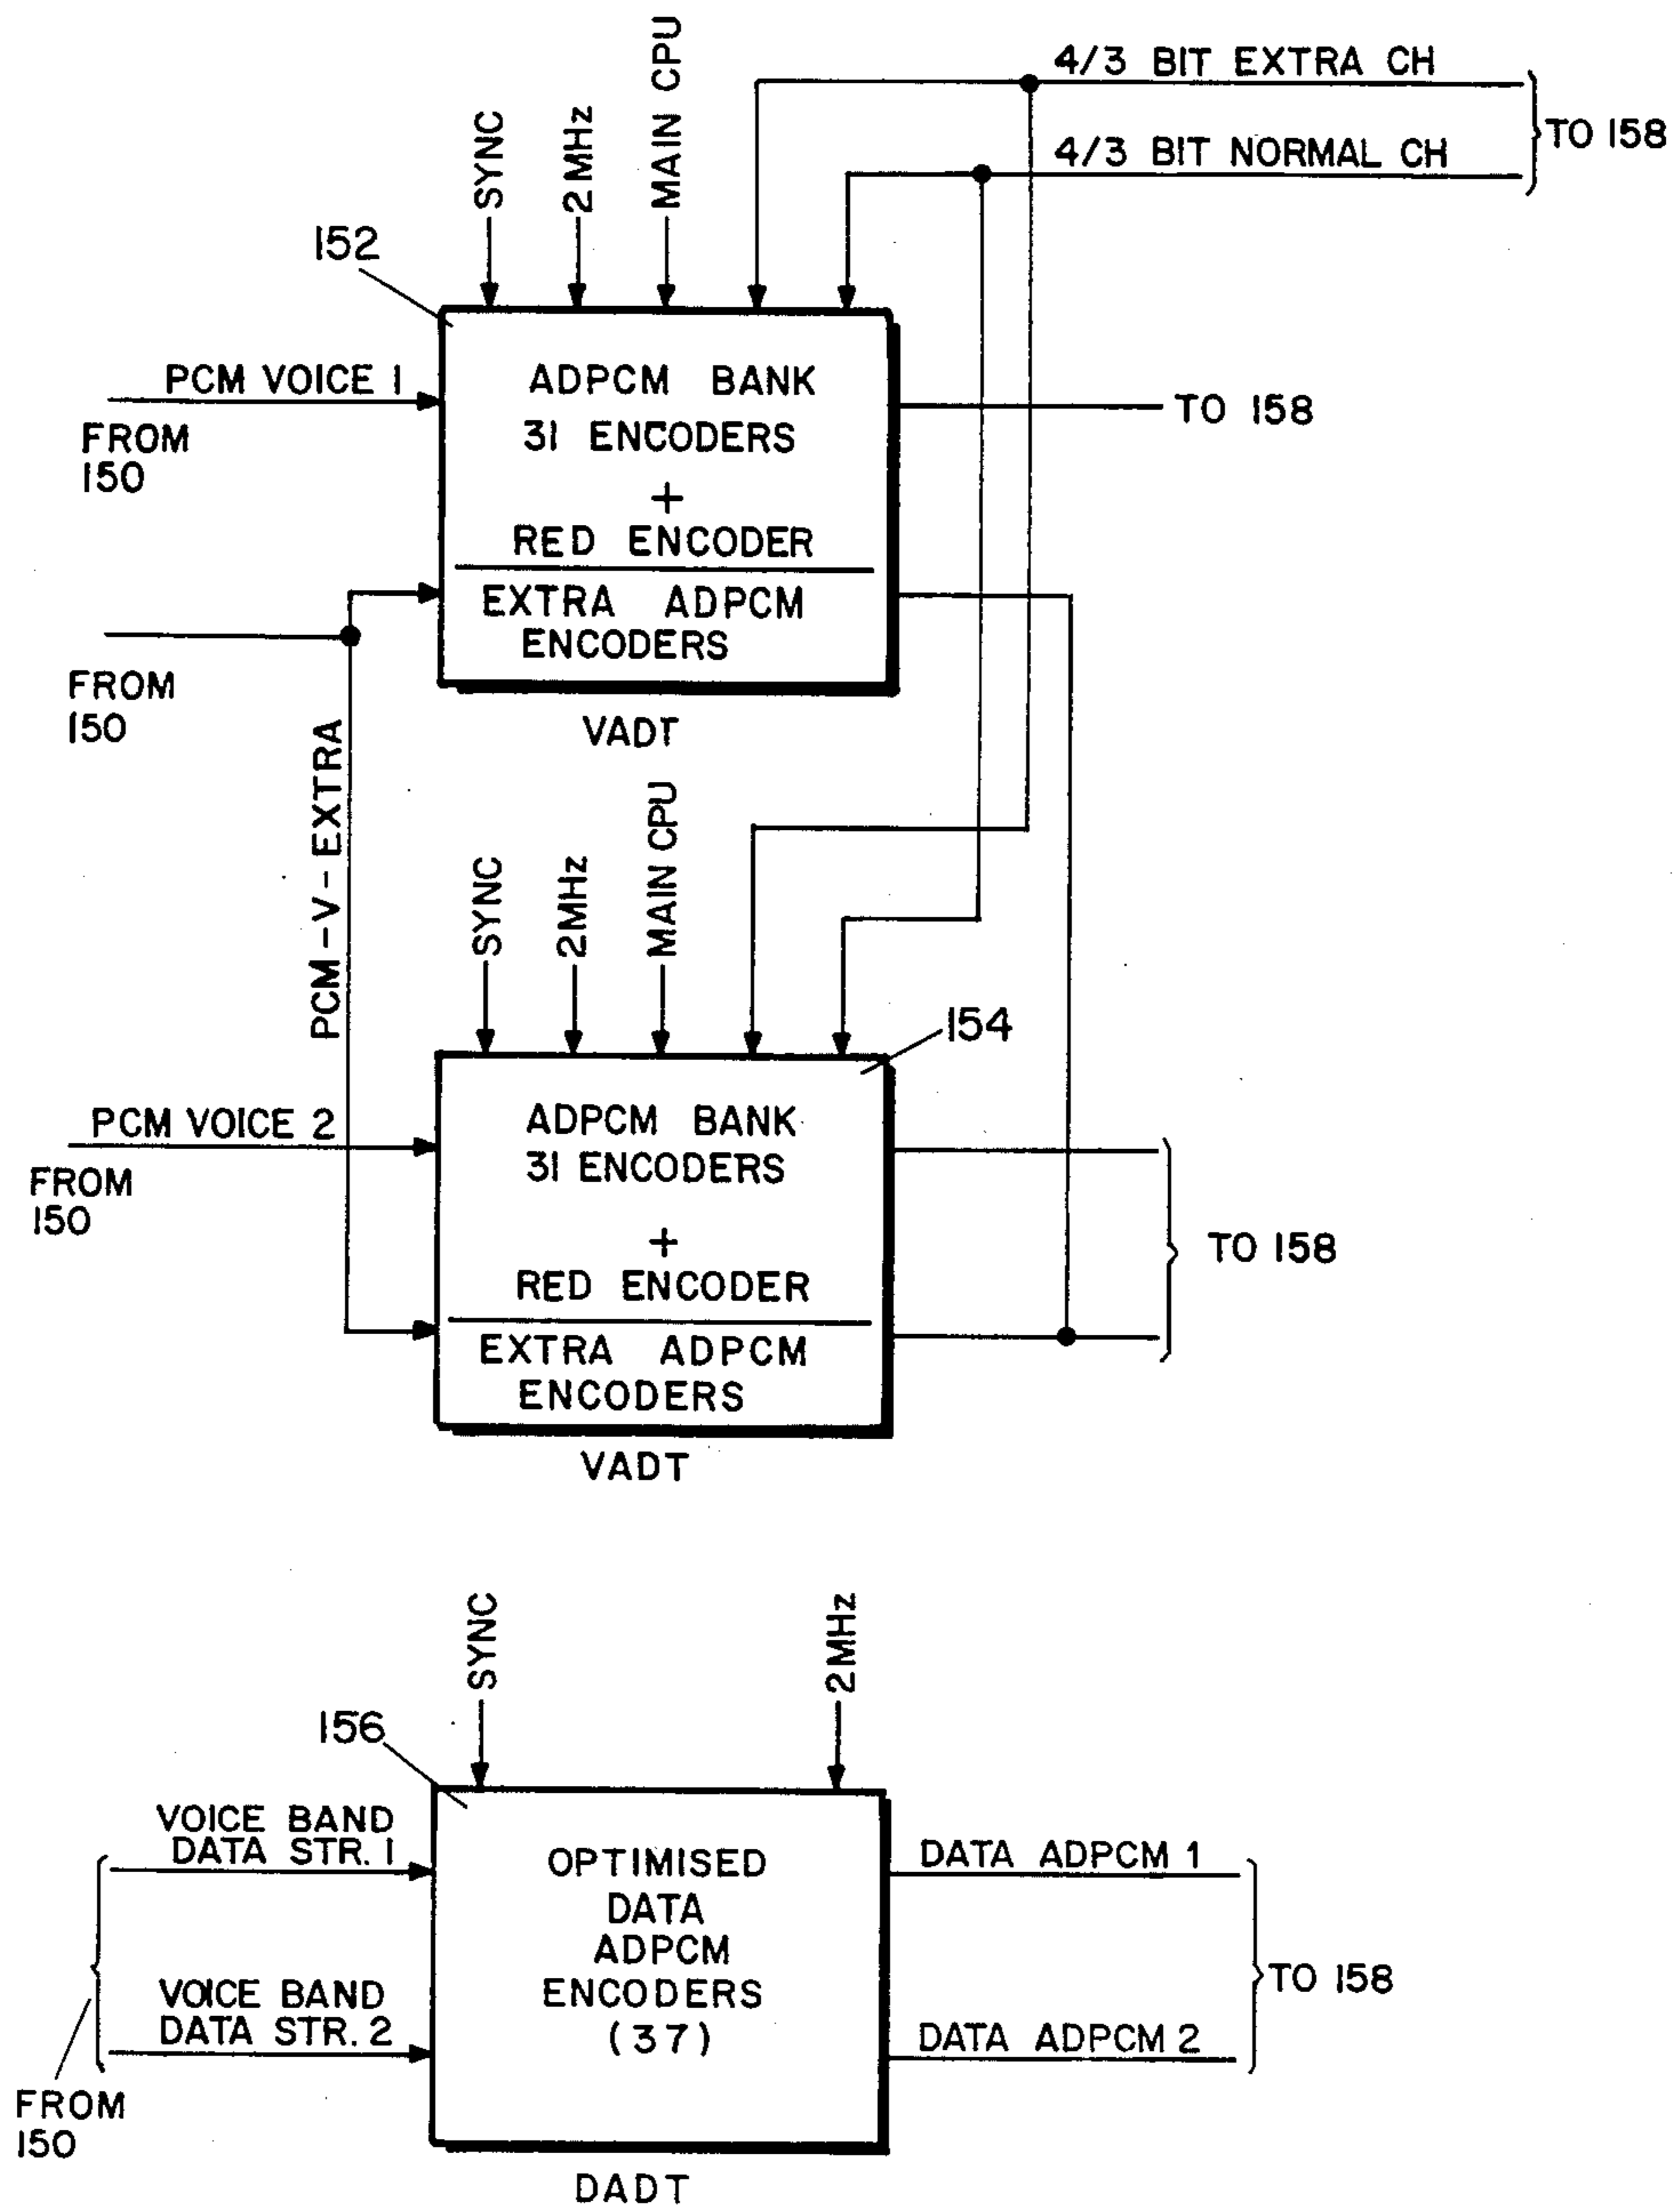 SYNC
2MHz
MAIN CPU
4/3 BIT EXTRA CH
4/3 BIT NORMAL CH
TO 158
152
PCM VOICE 1
FROM
150
ADPCM BANK
31 ENCODERS
+
RED ENCODER
EXTRA ADPCM
ENCODERS
TO 158
FROM
150
VADT
PCM-V-EXTRA
SYNC
2MHz
MAIN CPU
154
PCM VOICE 2
FROM
150
ADPCM BANK
31 ENCODERS
+
RED ENCODER
EXTRA ADPCM
ENCODERS
TO 158
VADT
SYNC
2MHz
156
VOICE BAND
DATA STR. 1
VOICE BAND
DATA STR. 2
FROM
150
OPTIMISED
DATA
ADPCM
ENCODERS
(37)
DATA ADPCM 1
DATA ADPCM 2
TO 158
DADT